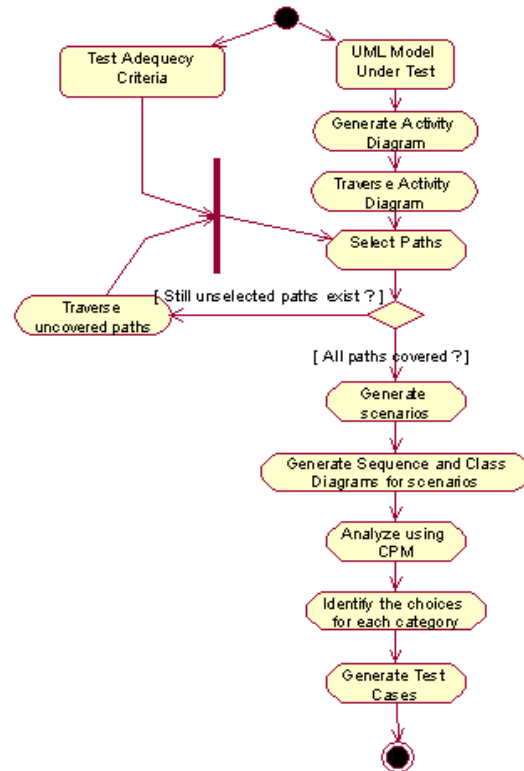 Test Adequecy
Criteria
UML Model
Under Test
Generate Activity
Diagram
Traverse Activity
Diagram
Select Paths
[ Still unselected paths exist ? ]
Traverse
uncovered paths
[ All paths covered ? ]
Generate
scenarios
Generate Sequence and Class
Diagrams for scenarios
Analyze using
CPM
Identify the choices
for each category
Generate Test
Cases